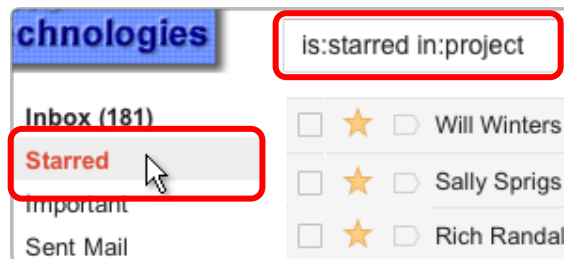 chnologies
is:starred in:project
Inbox (181)
Starred
Important
Sent Mail
Will Winters
Sally Sprigs
Rich Randal